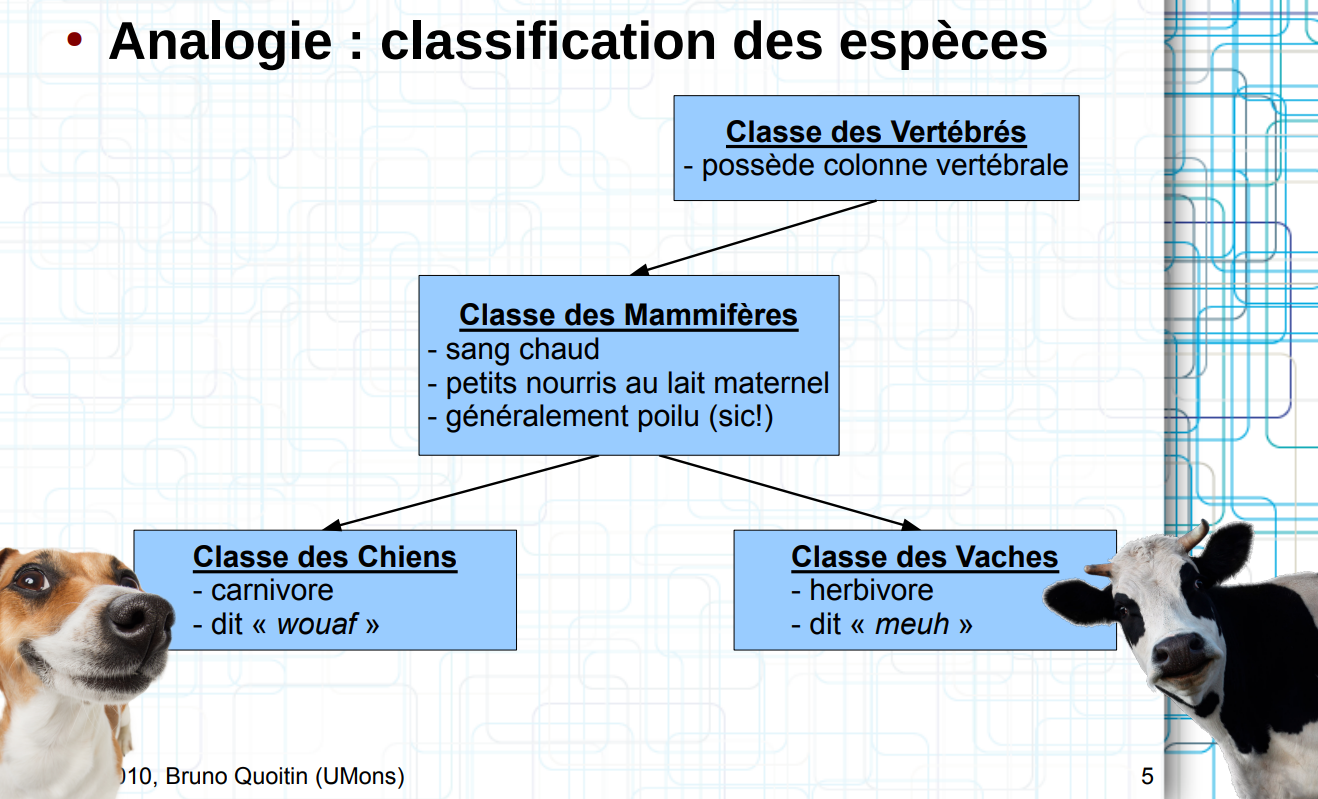 • Analogie : classification des espèces
Classe des Vertébrés
- possède colonne vertébrale
Classe des Mammifères
- sang chaud
- petits nourris au lait maternel
- généralement poilu (sic!)
Classe des Chiens
- carnivore
- dit « wouaf »
Classe des Vaches
- herbivore
- dit « meuh »
10, Bruno Quoitin (UMons)
5